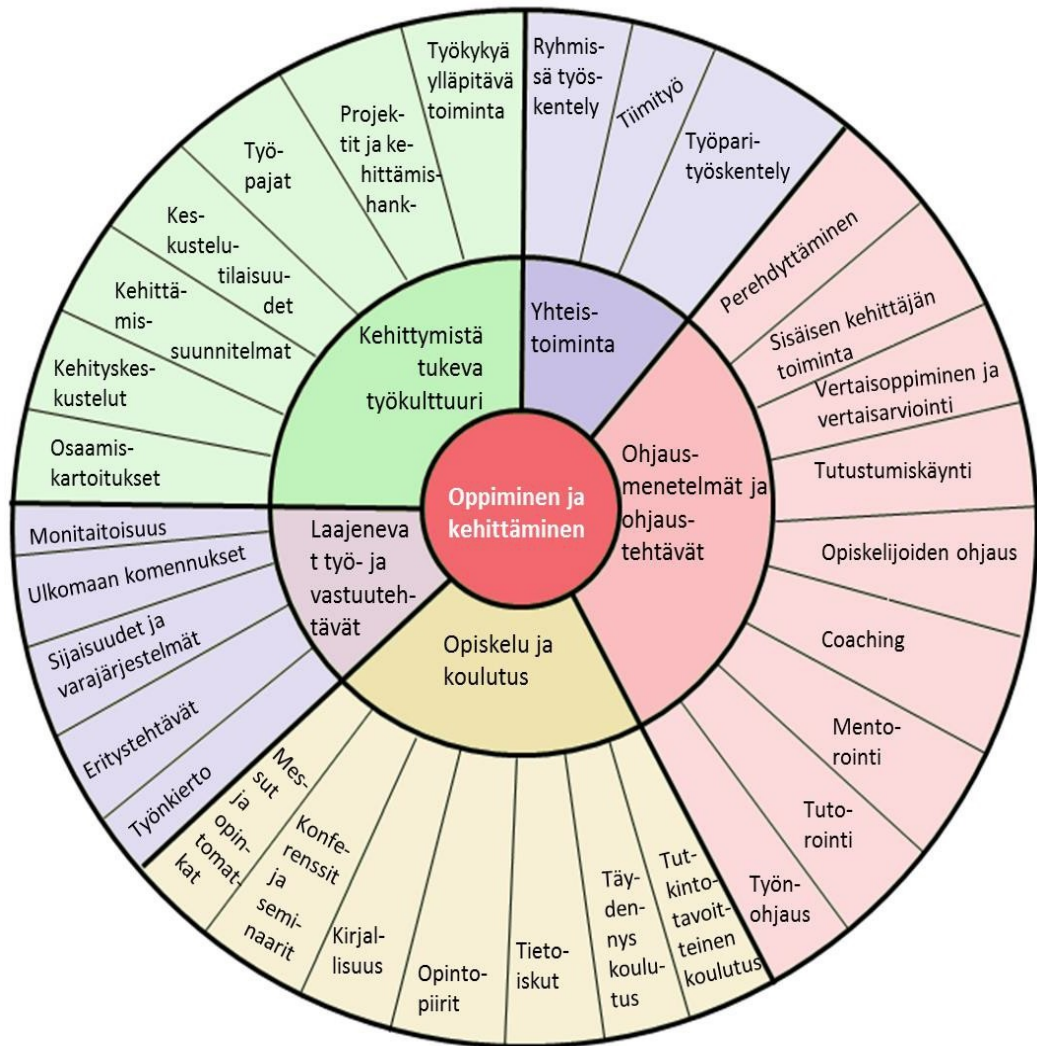 Oppiminen ja
kehittäminen
Yhteis-
toiminta
Ryhmis-
sä työs-
kentely
Tiimityö
Työpari-
työskentely
Ohjaus-
menetelmät ja
ohjaus-
tehtävät
Perehdyttäminen
Sisäisen kehittäjän
toiminta
Vertaisoppiminen ja
vertaisarviointi
Tutustumiskäynti
Opiskelijoiden ohjaus
Coaching
Mento-
rointi
Tuto-
rointi
Työn-
ohjaus
Opiskelu ja
koulutus
Tut-
kinto-
tavoit-
teinen
koulutus
Täy-
den-
nys
koulu-
tus
Tieto-
iskut
Opinto-
piirit
Kirjal-
lisuus
Konfe-
renssit
ja
semi-
naarit
Mes-
sut
ja
opin-
tomat-
kat
Laajeneva
t työ- ja
vastuuteh-
tävät
Työnkierto
Eritystehtävät
Sijaisuudet ja
varajärjestelmät
Ulkomaan komennukset
Monitaitoisuus
Kehittymistä
tukeva
työkulttuuri
Osaamis-
kartoitukset
Kehityskes-
kustelut
Kehittä-
mis-
suunnitelmat
Kes-
kustelu-
tilaisuu-
det
Työ-
pajat
Projek-
tit ja ke-
hittämis-
hank-
Työkykyä
ylläpitävä
toiminta